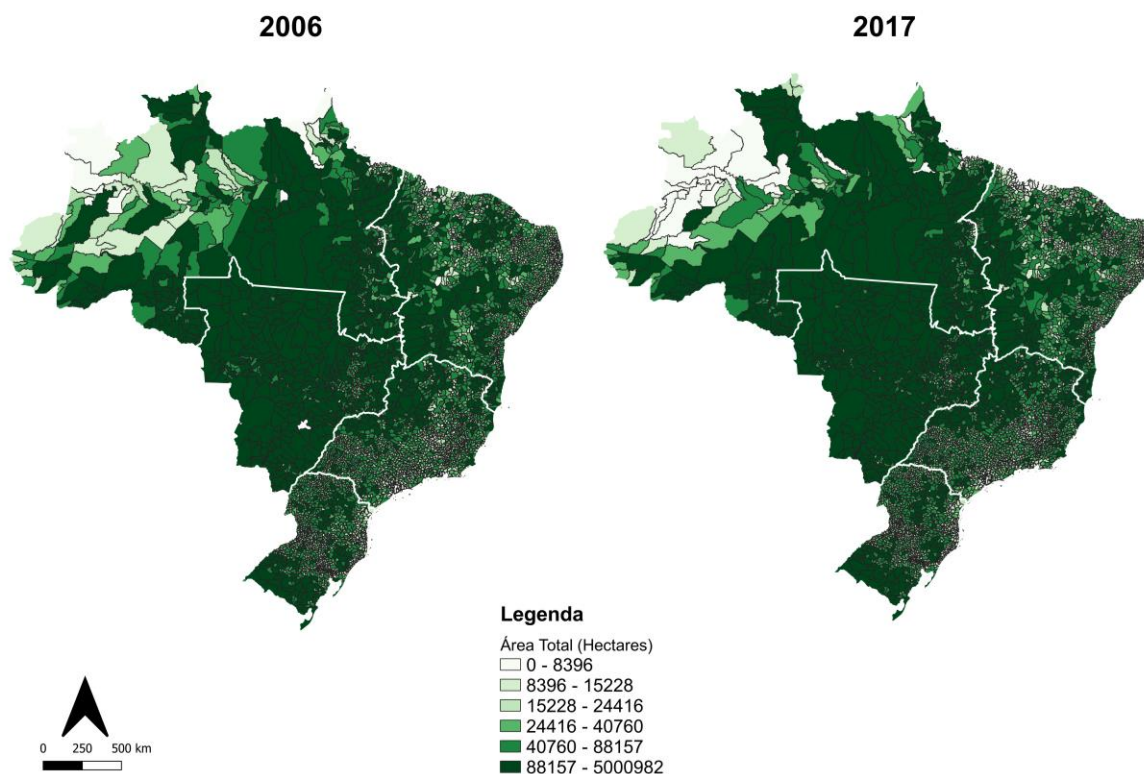 2006
2017
Legenda
Área Total (Hectares)
0 - 8396
8396 - 15228
15228 - 24416
24416 - 40760
40760 - 88157
88157 - 5000982
0 250 500 km